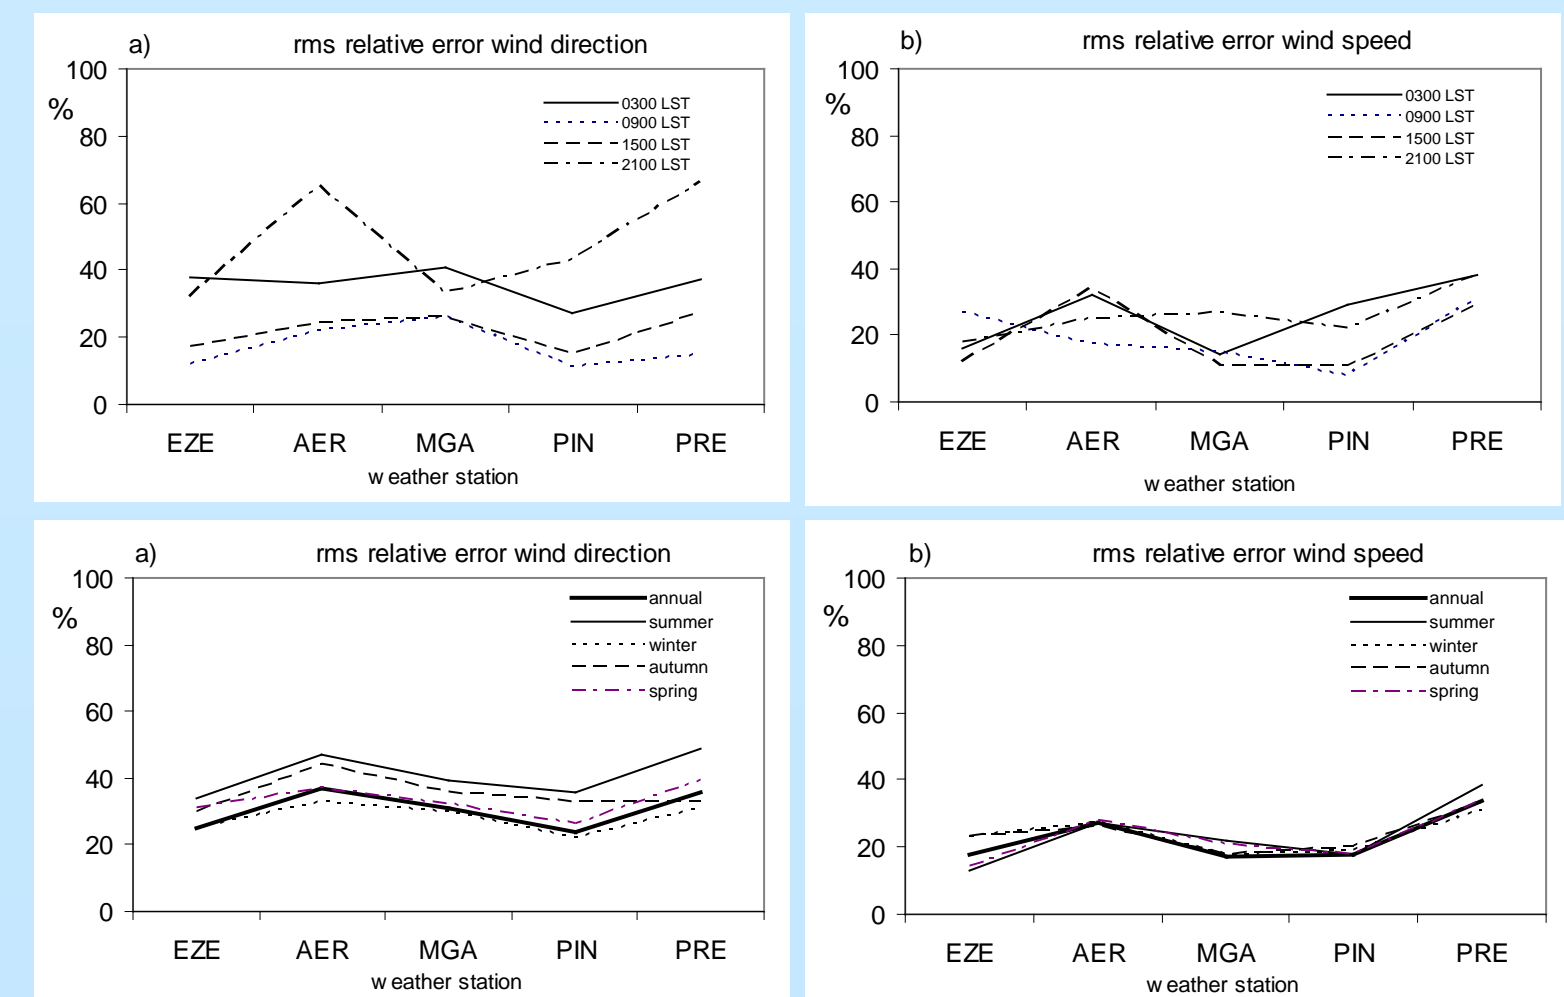 a) rms relative error wind direction
100
%
80
60
40
20
0
0300 LST
0900 LST
1500 LST
2100 LST
EZE AER MGA PIN PRE
weather station
b) rms relative error wind speed
100
%
80
60
40
20
0
0300 LST
0900 LST
1500 LST
2100 LST
EZE AER MGA PIN PRE
weather station
a) rms relative error wind direction
100
%
80
60
40
20
0
annual
summer
winter
autumn
spring
EZE AER MGA PIN PRE
weather station
b) rms relative error wind speed
100
%
80
60
40
20
0
annual
summer
winter
autumn
spring
EZE AER MGA PIN PRE
weather station